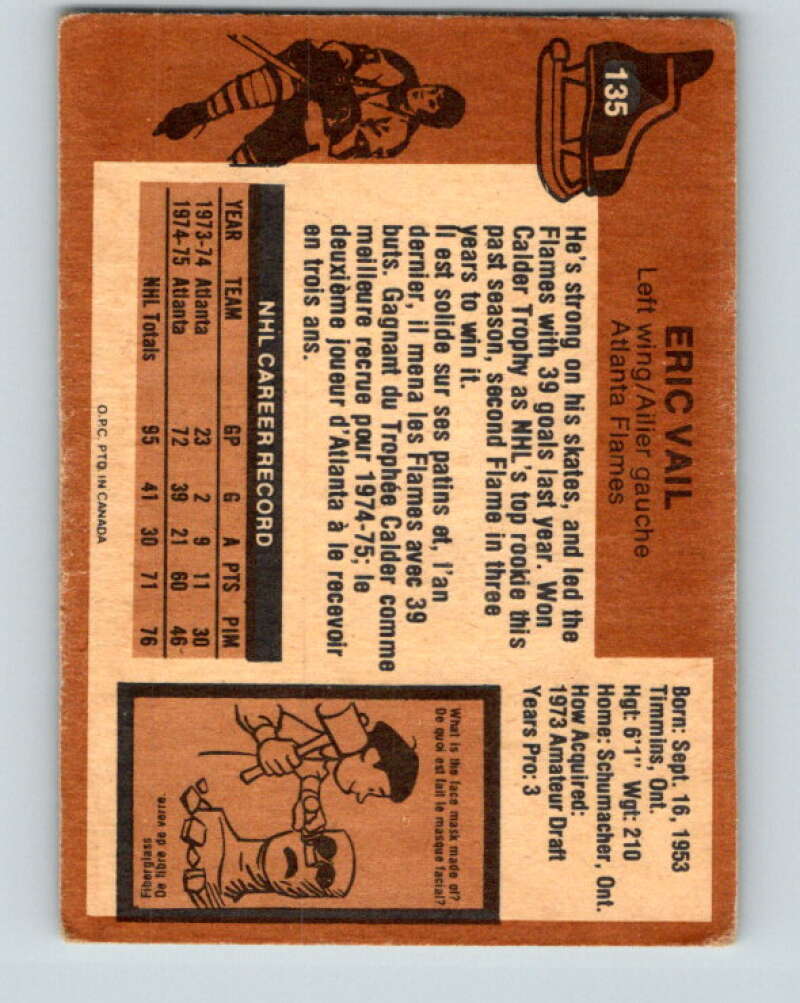 135
ERIC VAIL
Left wing/Ailier gauche
Atlanta Flames
Born: Sept. 16, 1953
Timmins, Ont.
Hgt: 6'1" Wgt: 210
Home: Schumacher, Ont.
How Acquired:
1973 Amateur Draft
Years Pro: 3
He's strong on his skates, and led the
Flames with 39 goals last year. Won
Calder Trophy as NHL's top rookie this
past season, second Flame in three
years to win it.
Il est solide sur ses patins et, l'an
dernier, il mena les Flames avec 39
buts. Gagnant du Trophée Calder comme
meilleure recrue pour 1974-75; le
deuxième joueur d'Atlanta à le recevoir
en trois ans.
NHL CAREER RECORD
YEAR TEAM GP G A PTS PIM
1973-74 Atlanta 23 2 9 11 30
1974-75 Atlanta 72 39 21 60 46
NHL Totals 95 41 30 71 76
O.P.C. PTD. IN CANADA
What is the face mask made of?
De quoi est fait le masque facial?
Fiberglass
De fibre de verre.